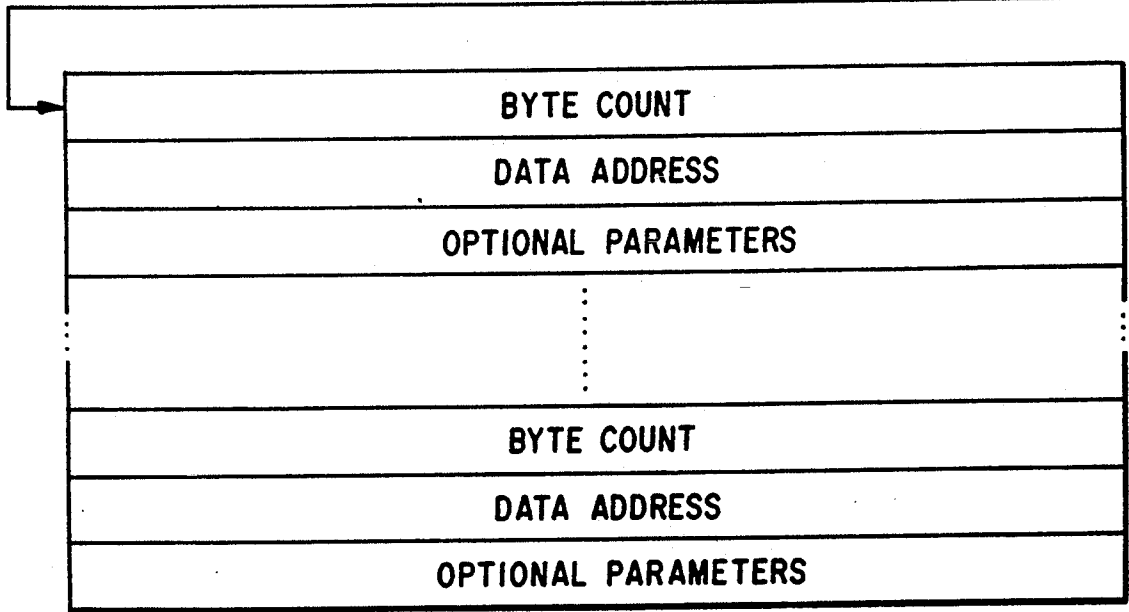 BYTE COUNT
DATA ADDRESS
OPTIONAL PARAMETERS
BYTE COUNT
DATA ADDRESS
OPTIONAL PARAMETERS